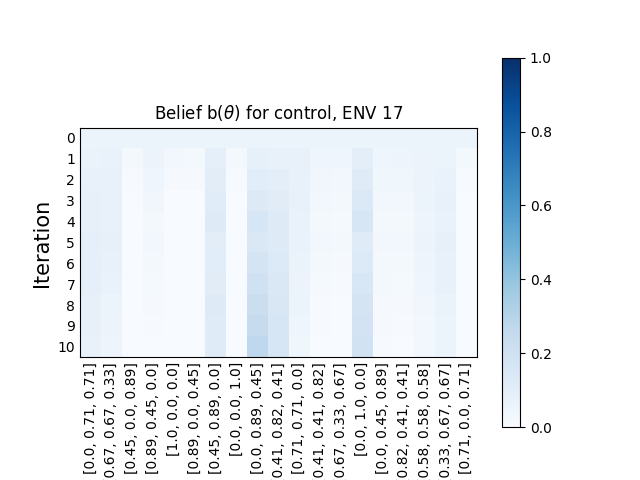 Belief b(θ) for control, ENV 17
Iteration
0
1
2
3
4
5
6
7
8
9
10
[0.0, 0.71, 0.71]
0.67, 0.67, 0.33]
[0.45, 0.0, 0.89]
[0.89, 0.45, 0.0]
[1.0, 0.0, 0.0]
[0.89, 0.0, 0.45]
[0.45, 0.89, 0.0]
[0.0, 0.0, 1.0]
[0.0, 0.89, 0.45]
0.41, 0.82, 0.41]
[0.71, 0.71, 0.0]
0.41, 0.41, 0.82]
0.67, 0.33, 0.67]
[0.0, 1.0, 0.0]
[0.0, 0.45, 0.89]
0.82, 0.41, 0.41]
0.58, 0.58, 0.58]
0.33, 0.67, 0.67]
[0.71, 0.0, 0.71]
1.0
0.8
0.6
0.4
0.2
0.0